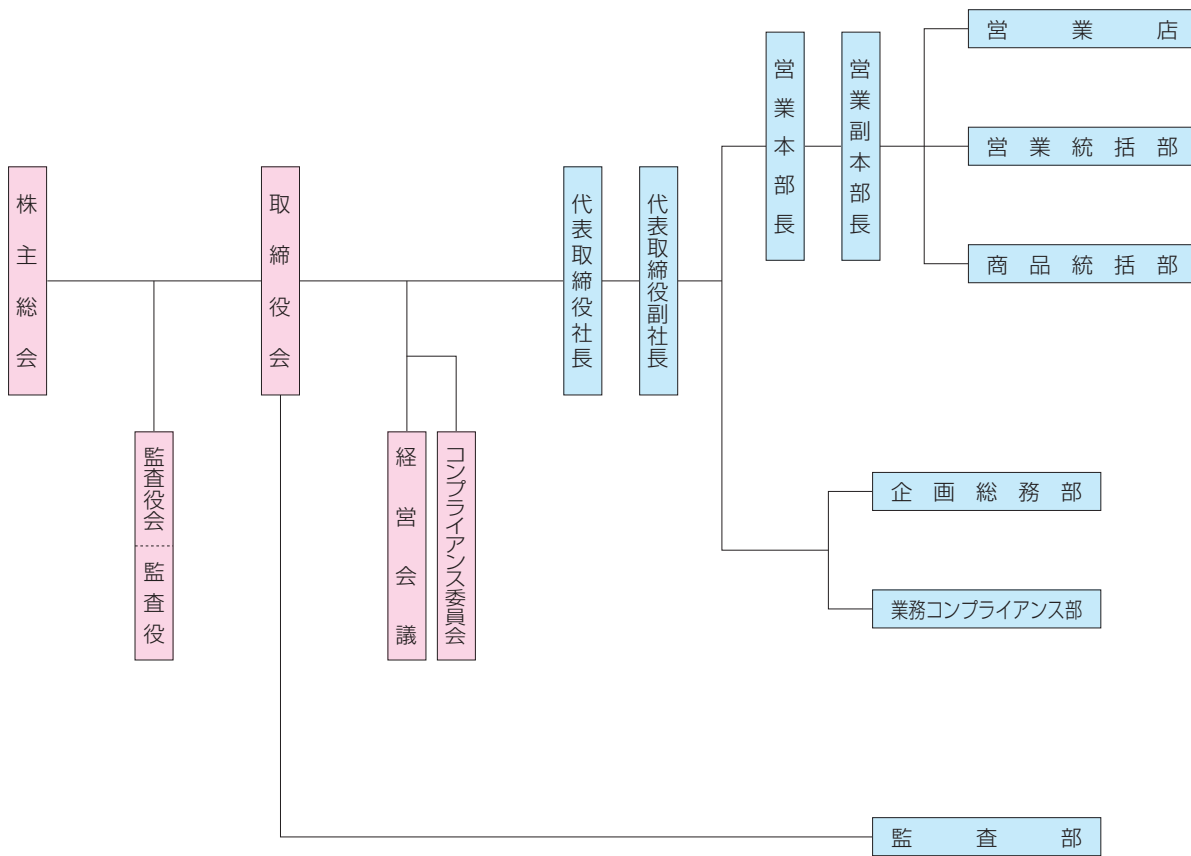 株主総会
監査役会
監査役
取締役会
経営会議
コンプライアンス委員会
代表取締役社長
代表取締役副社長
営業本部長
営業副本部長
営業店
営業統括部
商品統括部
企画総務部
業務コンプライアンス部
監査部